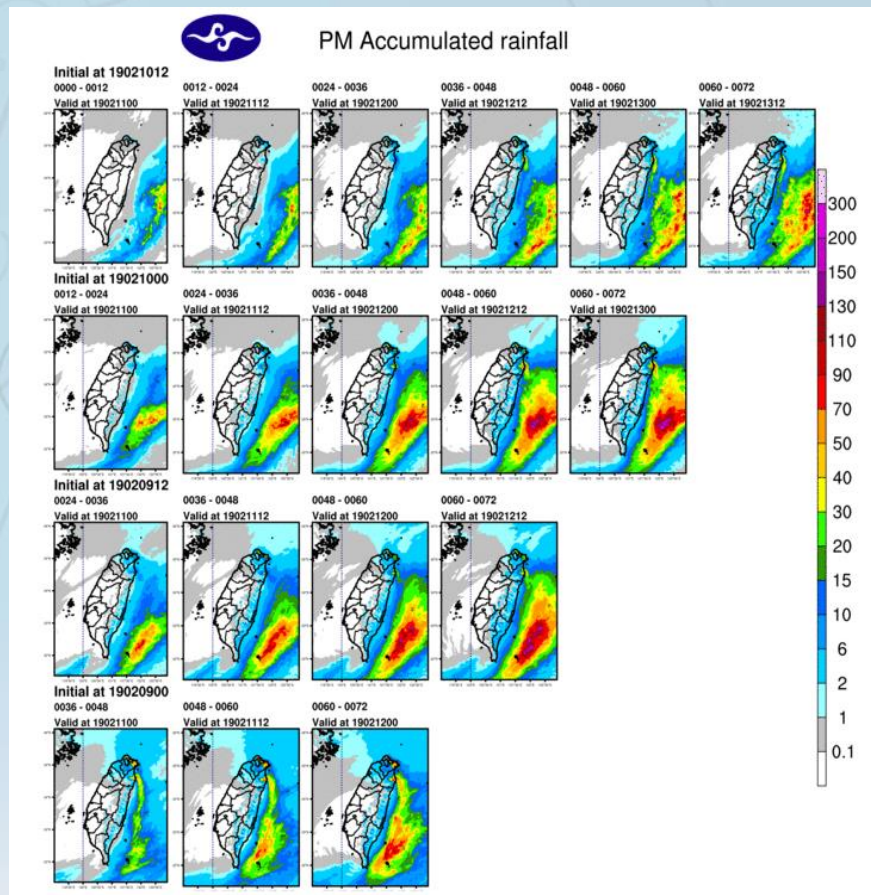 PM Accumulated rainfall
Initial at 19021012
0000 - 0012 0012 - 0024 0024 - 0036 0036 - 0048 0048 - 0060 0060 - 0072
Valid at 19021100 Valid at 19021112 Valid at 19021200 Valid at 19021212 Valid at 19021300 Valid at 19021312
Initial at 19021000
0012 - 0024 0024 - 0036 0036 - 0048 0048 - 0060 0060 - 0072
Valid at 19021100 Valid at 19021112 Valid at 19021200 Valid at 19021212 Valid at 19021300
Initial at 19020912
0024 - 0036 0036 - 0048 0048 - 0060 0060 - 0072
Valid at 19021100 Valid at 19021112 Valid at 19021200 Valid at 19021212
Initial at 19020900
0036 - 0048 0048 - 0060 0060 - 0072
Valid at 19021100 Valid at 19021112 Valid at 19021200
300
200
150
130
110
90
70
50
40
30
20
15
10
6
2
1
0.1